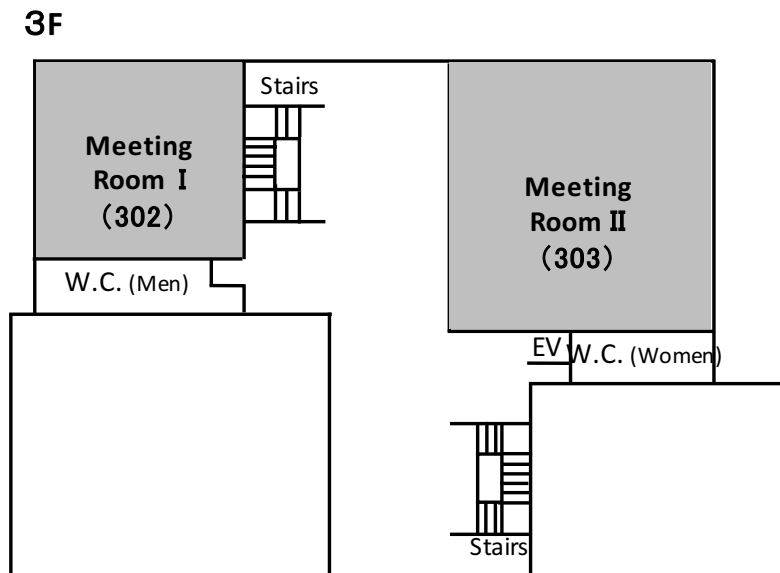 3F
Stairs
Meeting
Room Ⅰ
（302）
Meeting
Room Ⅱ
（303）
W.C. (Men)
EV
W.C. (Women)
Stairs